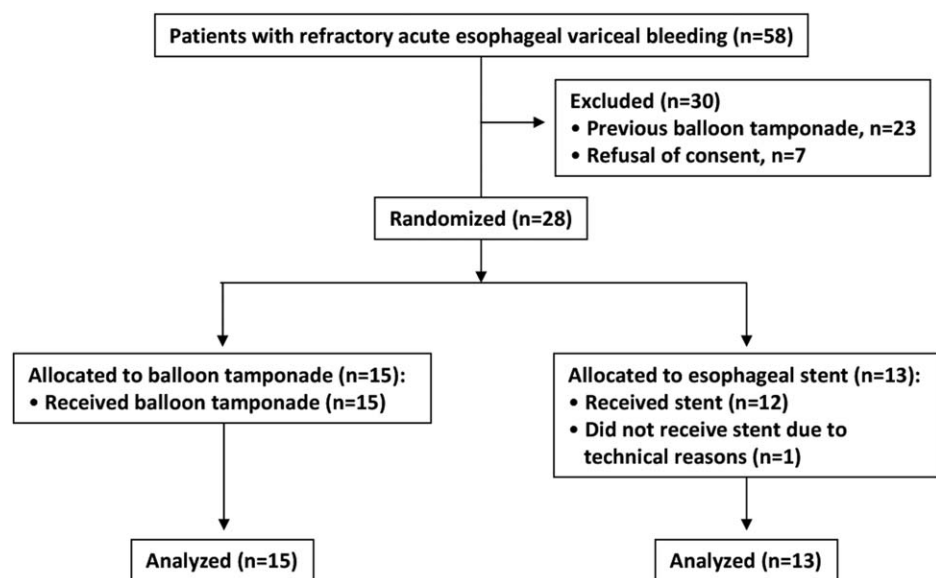 Patients with refractory acute esophageal variceal bleeding (n=58)
Excluded (n=30)
• Previous balloon tamponade, n=23
• Refusal of consent, n=7
Randomized (n=28)
Allocated to balloon tamponade (n=15):
• Received balloon tamponade (n=15)
Allocated to esophageal stent (n=13):
• Received stent (n=12)
• Did not receive stent due to
technical reasons (n=1)
Analyzed (n=15)
Analyzed (n=13)